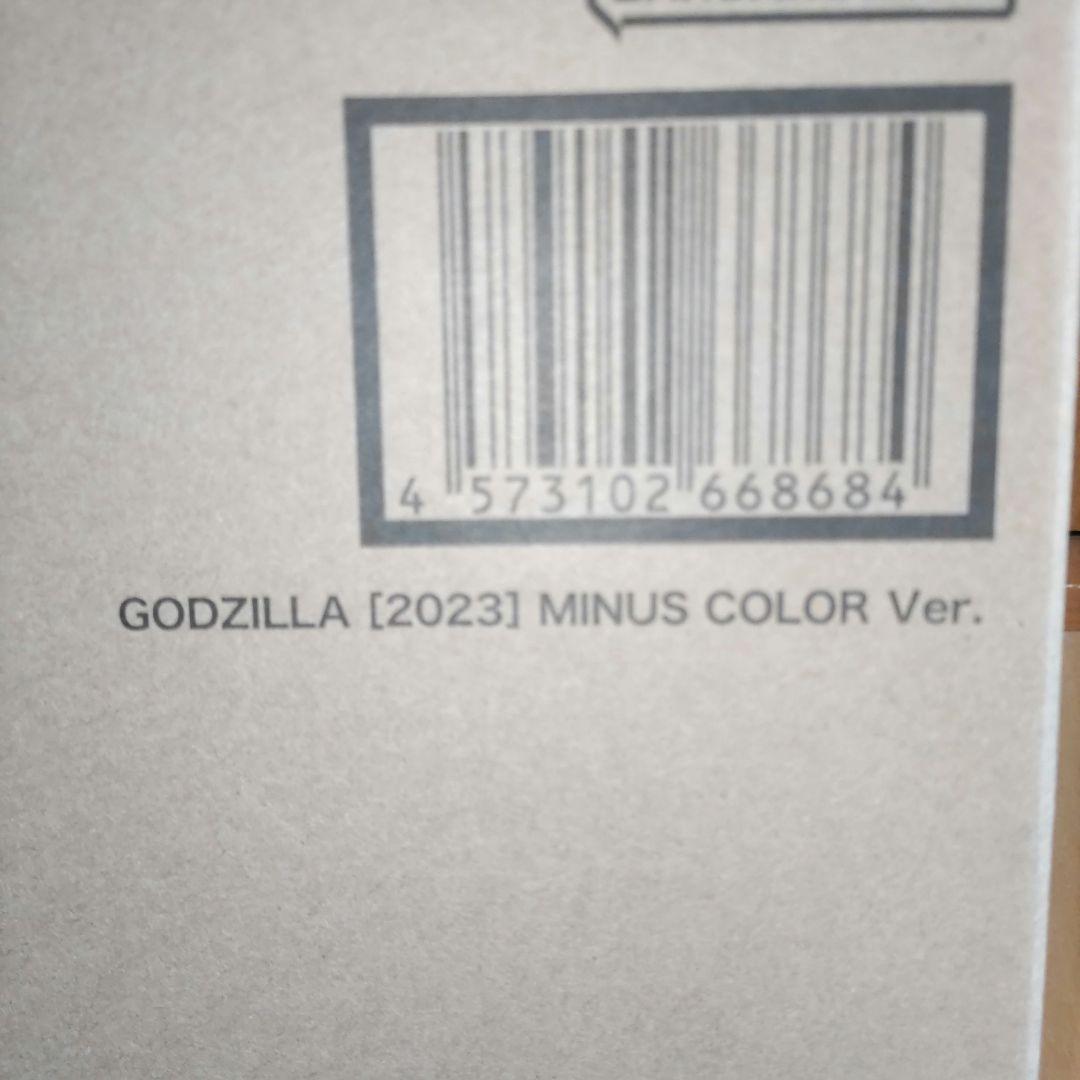 4 573102 668684
GODZILLA [2023] MINUS COLOR Ver.